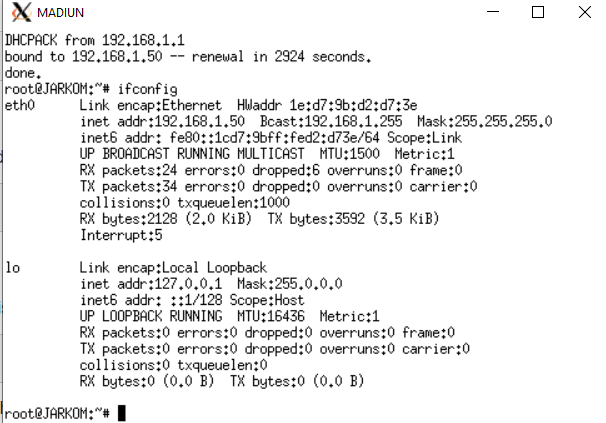 MADIUN
DHCPACK from 192.168.1.1
bound to 192.168.1.50 -- renewal in 2924 seconds.
done.
root@JARKOM:~# ifconfig
eth0      Link encap:Ethernet  HWaddr 1e:d7:9b:d2:d7:3e
          inet addr:192.168.1.50  Bcast:192.168.1.255  Mask:255.255.255.0
          inet6 addr: fe80::1cd7:9bff:fed2:d73e/64 Scope:Link
          UP BROADCAST RUNNING MULTICAST  MTU:1500  Metric:1
          RX packets:24 errors:0 dropped:6 overruns:0 frame:0
          TX packets:34 errors:0 dropped:0 overruns:0 carrier:0
          collisions:0 txqueuelen:1000
          RX bytes:2128 (2.0 KiB)  TX bytes:3592 (3.5 KiB)
          Interrupt:5
lo        Link encap:Local Loopback
          inet addr:127.0.0.1  Mask:255.0.0.0
          inet6 addr: ::1/128 Scope:Host
          UP LOOPBACK RUNNING  MTU:16436  Metric:1
          RX packets:0 errors:0 dropped:0 overruns:0 frame:0
          TX packets:0 errors:0 dropped:0 overruns:0 carrier:0
          collisions:0 txqueuelen:0
          RX bytes:0 (0.0 B)  TX bytes:0 (0.0 B)
root@JARKOM:~#